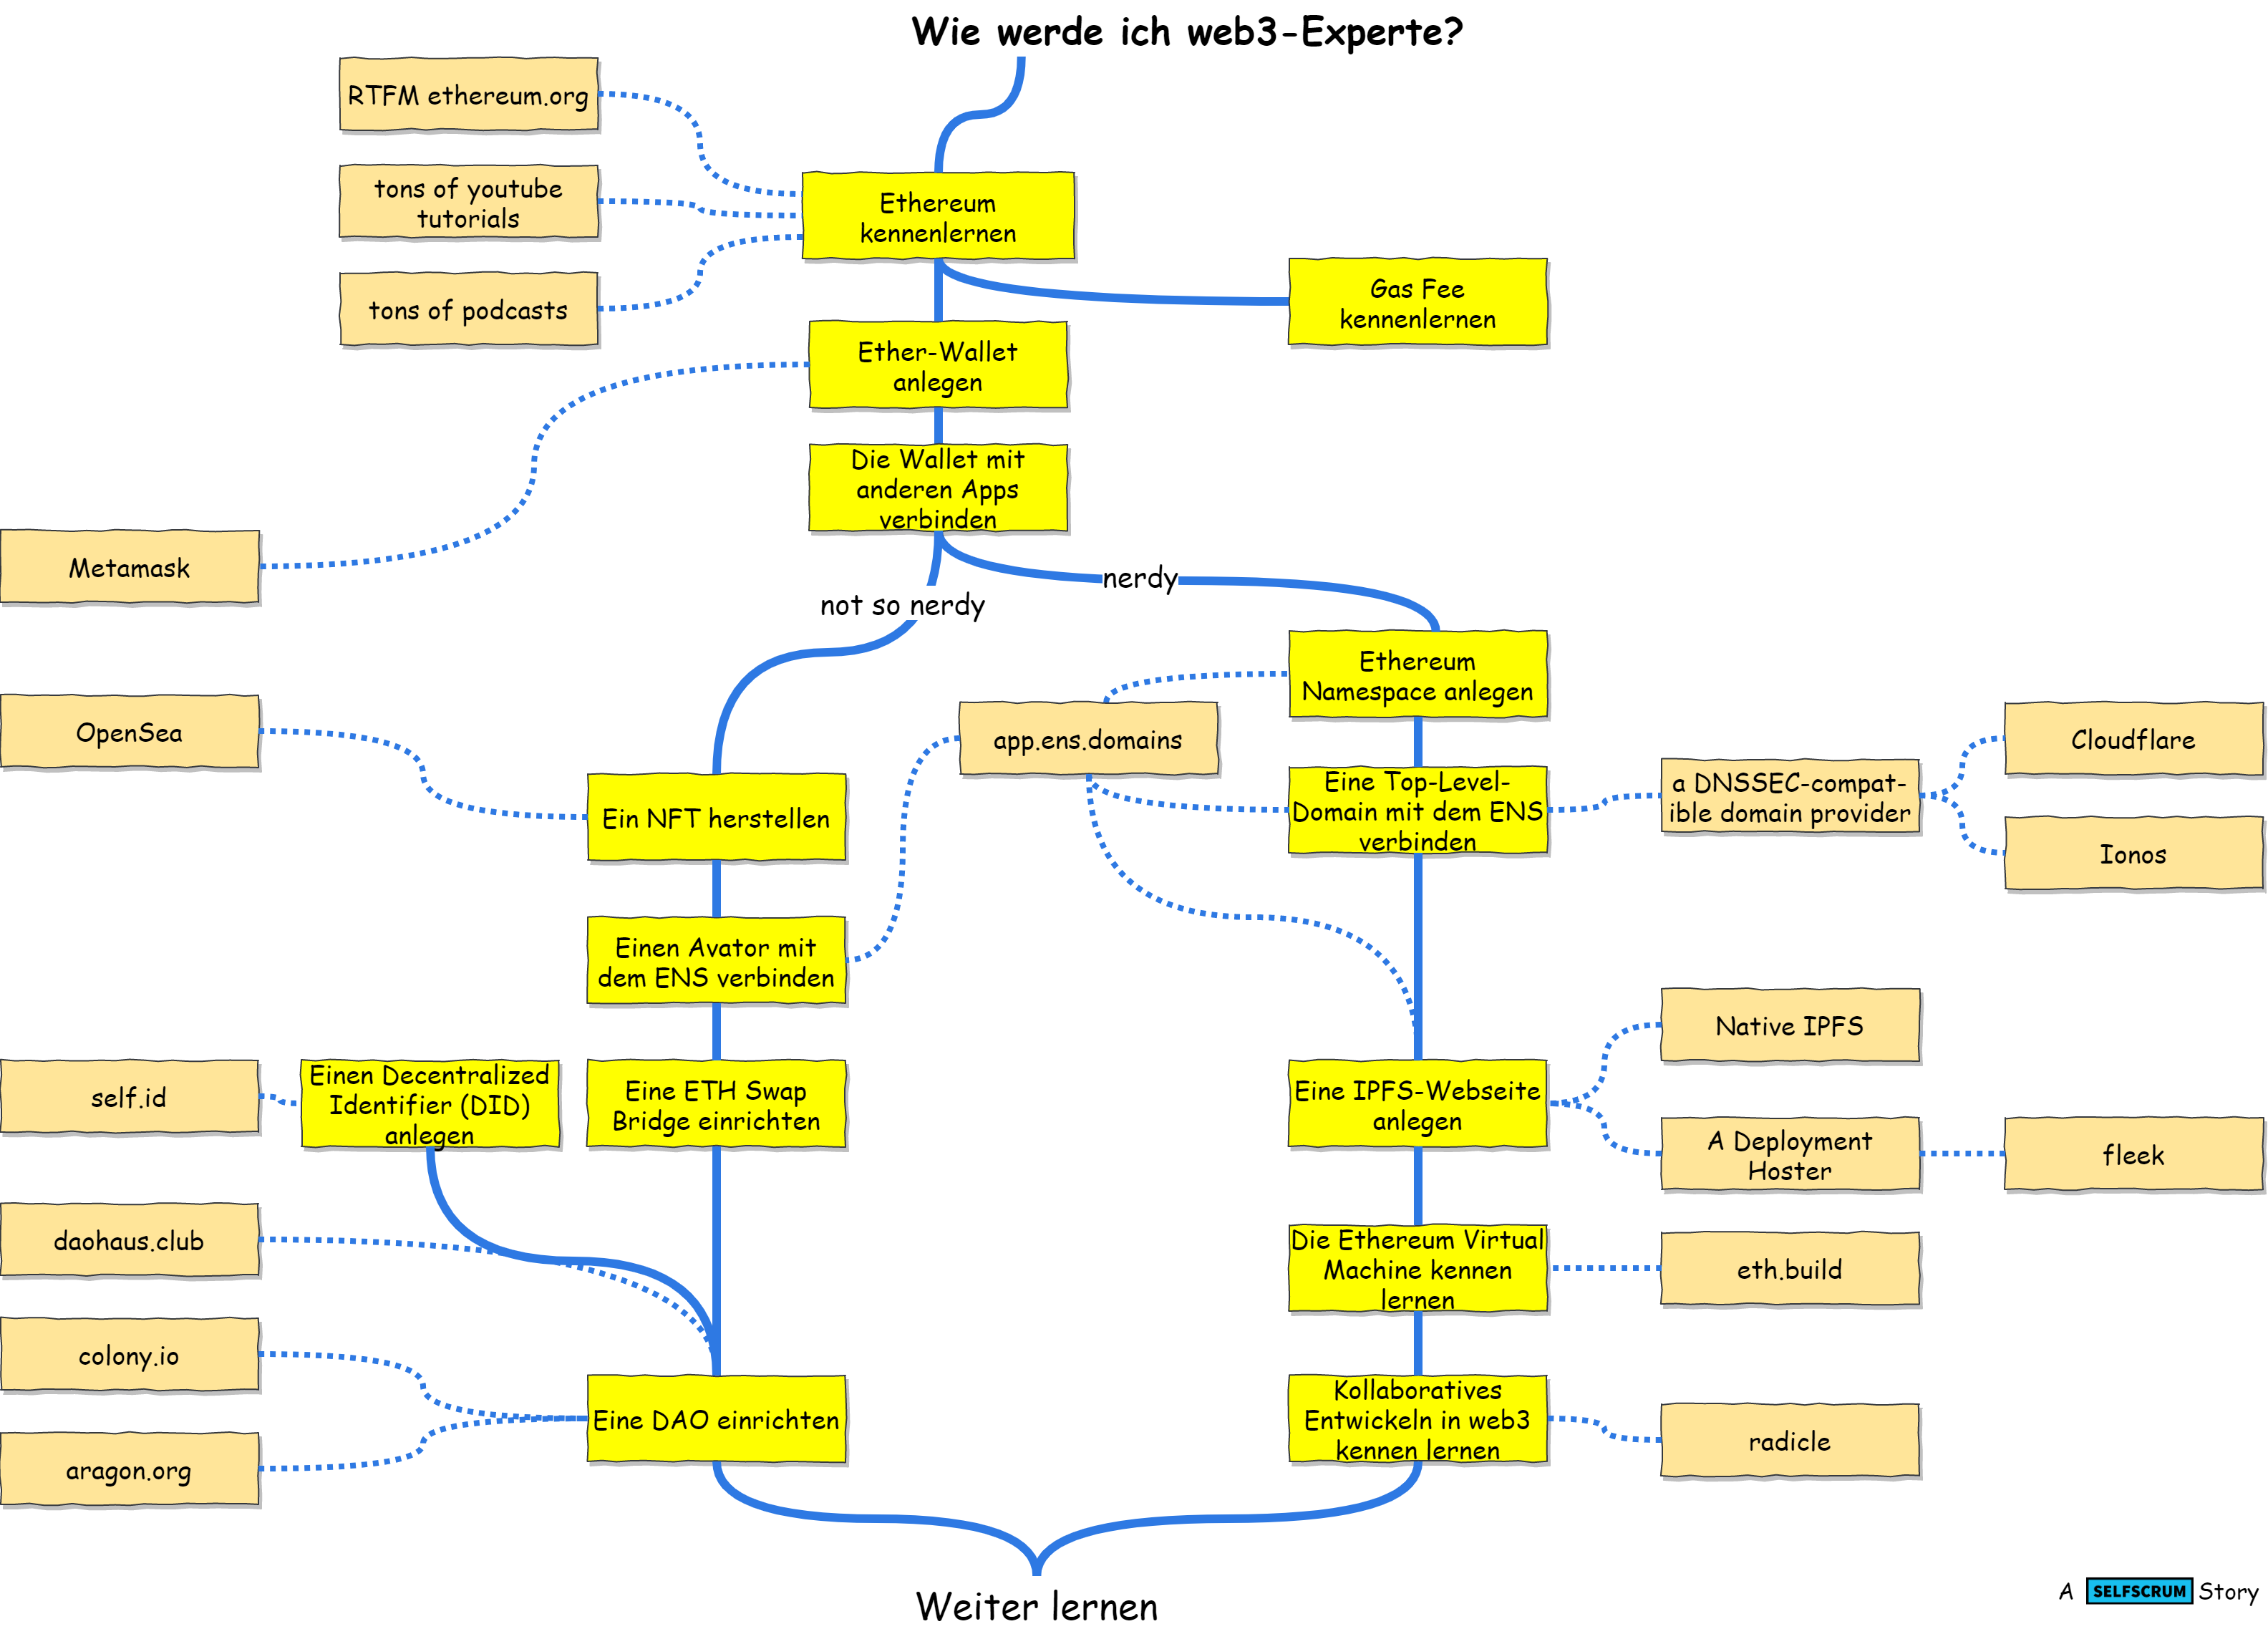 Wie werde ich web3-Experte?
RTFM ethereum.org
tons of youtube
tutorials
tons of podcasts
Ethereum
kennenlernen
Gas Fee
kennenlernen
Ether-Wallet
anlegen
Die Wallet mit
anderen Apps
verbinden
Metamask
not so nerdy
nerdy
Ethereum
Namespace anlegen
OpenSea
app.ens.domains
Cloudflare
Ein NFT herstellen
Eine Top-Level-
Domain mit dem ENS
verbinden
a DNSSEC-compat-
ible domain provider
Ionos
Einen Avator mit
dem ENS verbinden
Native IPFS
self.id
Einen Decentralized
Identifier (DID)
anlegen
Eine ETH Swap
Bridge einrichten
Eine IPFS-Webseite
anlegen
A Deployment
Hoster
fleek
daohaus.club
Die Ethereum Virtual
Machine kennen
lernen
eth.build
colony.io
Eine DAO einrichten
Kollaboratives
Entwickeln in web3
kennen lernen
radicle
aragon.org
Weiter lernen
A SELFSCRUM Story